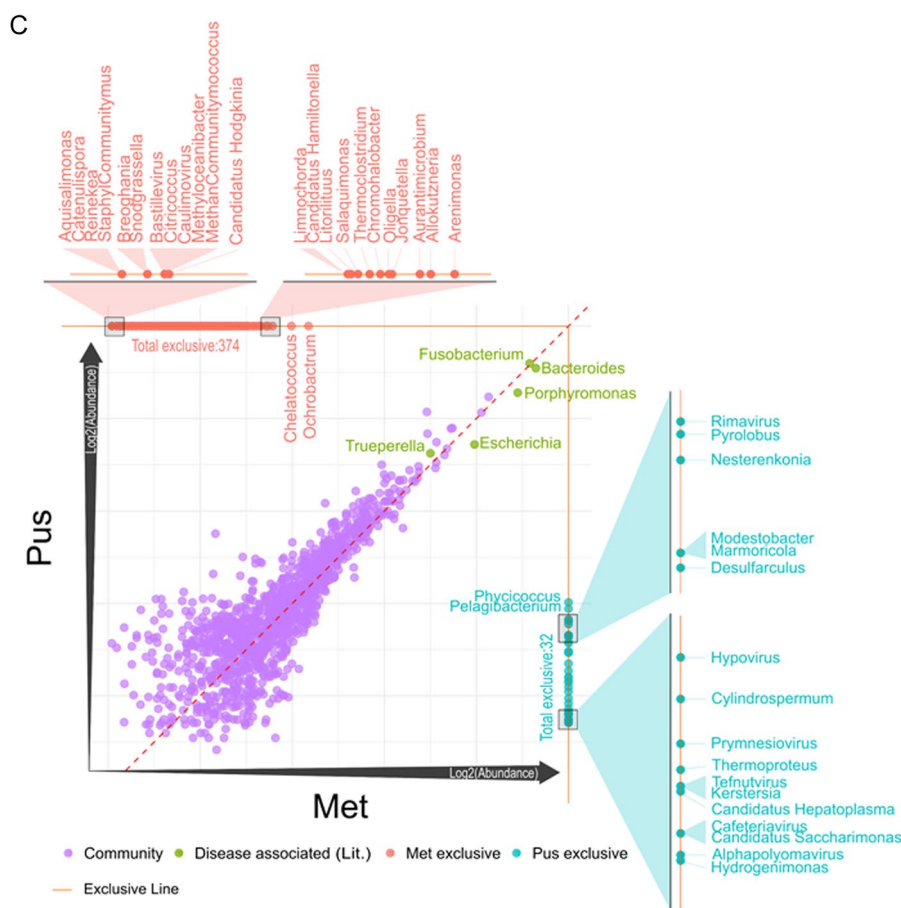 C
Aquisalimonas
Catenulispora
Reinekea
StaphylCommunitymus
Breoghania
Snodgrassella
Bastillevirus
Citricoccus
Caulimovirus
Methyloceanibacter
MethanCommunitymococcus
Candidatus Hodgkinia
Limnochorda
Candidatus Hamiltonella
Litorilituus
Salaquimonas
Thermoclostridium
Chromohalobacter
Oligella
Jonquetella
Aurantimicrobium
Allokutzneria
Arenimonas
Total exclusive:374
Chelatococcus
Ochrobactrum
Fusobacterium
Bacteroides
Porphyromonas
Trueperella
Escherichia
Log2(Abundance)
Pus
Phycicoccus
Pelagibacterium
Total exclusive:32
Rimavirus
Pyrolobus
Nesterenkonia
Modestobacter
Marmoricola
Desulfarculus
Hypovirus
Cylindrospermum
Prymnesiovirus
Thermoproteus
Tefnutvirus
Kerstersia
Candidatus Hepatoplasma
Cafeteriavirus
Candidatus Saccharimonas
Alphapolyomavirus
Hydrogenimonas
Log2(Abundance)
Met
Community Disease associated (Lit.) Met exclusive Pus exclusive
Exclusive Line